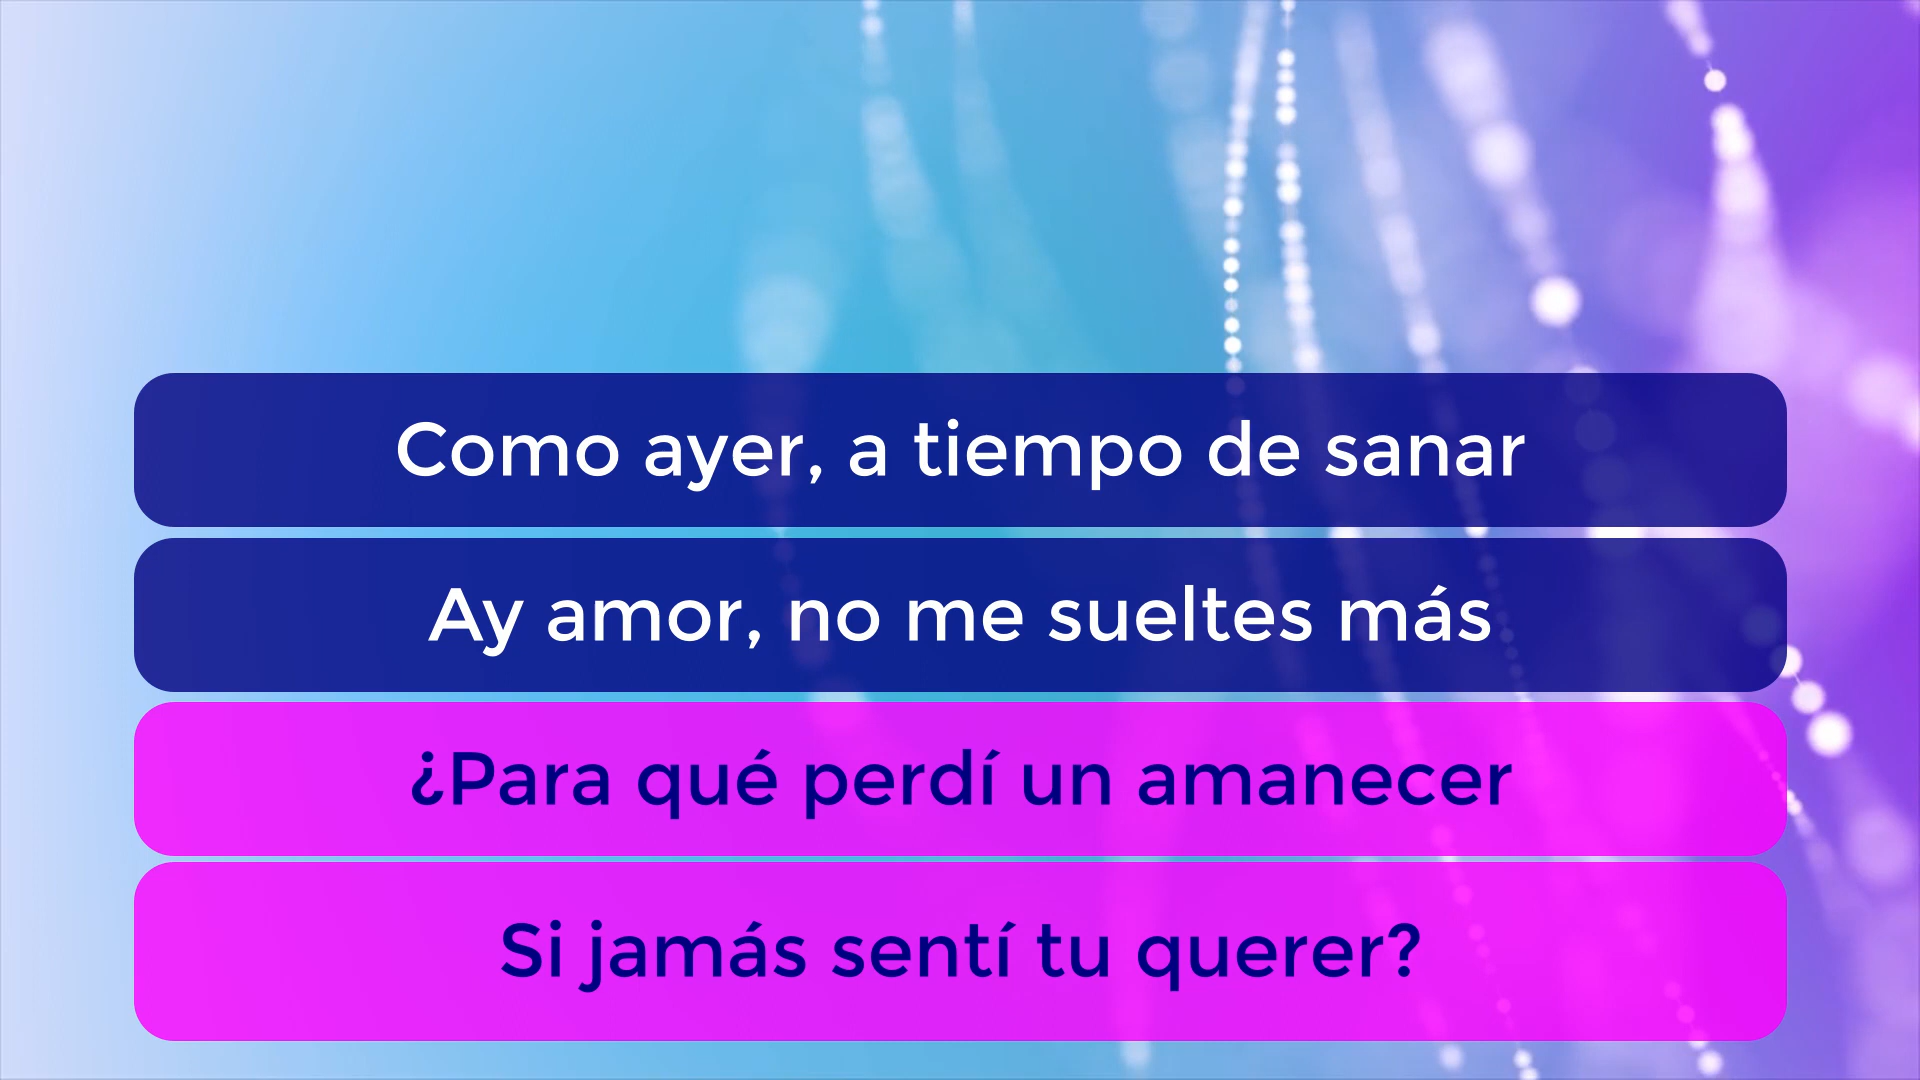 Como ayer, a tiempo de sanar
Ay amor, no me sueltes más
¿Para qué perdí un amanecer
Si jamás sentí tu querer?